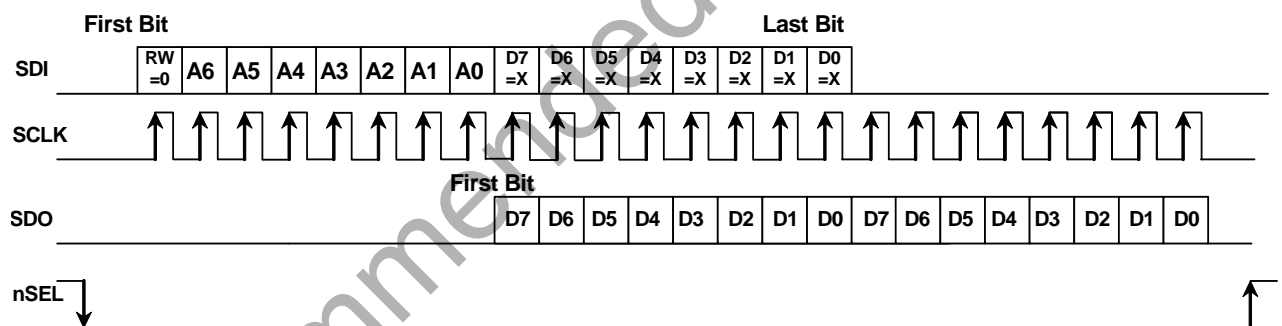 First Bit
Last Bit
SDI
RW =0 A6 A5 A4 A3 A2 A1 A0 D7 =X D6 =X D5 =X D4 =X D3 =X D2 =X D1 =X D0 =X
SCLK
First Bit
SDO
D7 D6 D5 D4 D3 D2 D1 D0 D7 D6 D5 D4 D3 D2 D1 D0
nSEL
mmended